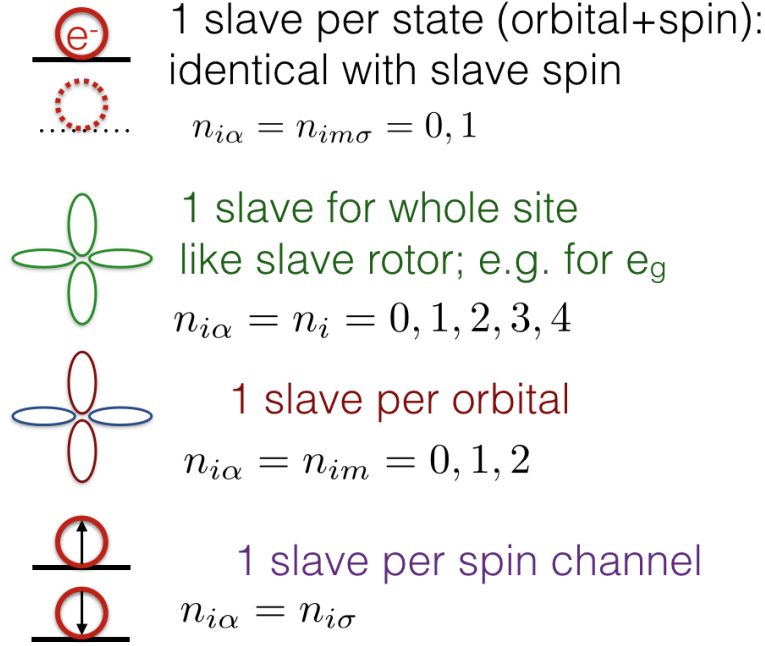 e⁻
1 slave per state (orbital+spin):
identical with slave spin
n_{iα} = n_{imσ} = 0, 1
1 slave for whole site
like slave rotor; e.g. for e_g
n_{iα} = n_i = 0, 1, 2, 3, 4
1 slave per orbital
n_{iα} = n_{im} = 0, 1, 2
1 slave per spin channel
n_{iα} = n_{iσ}